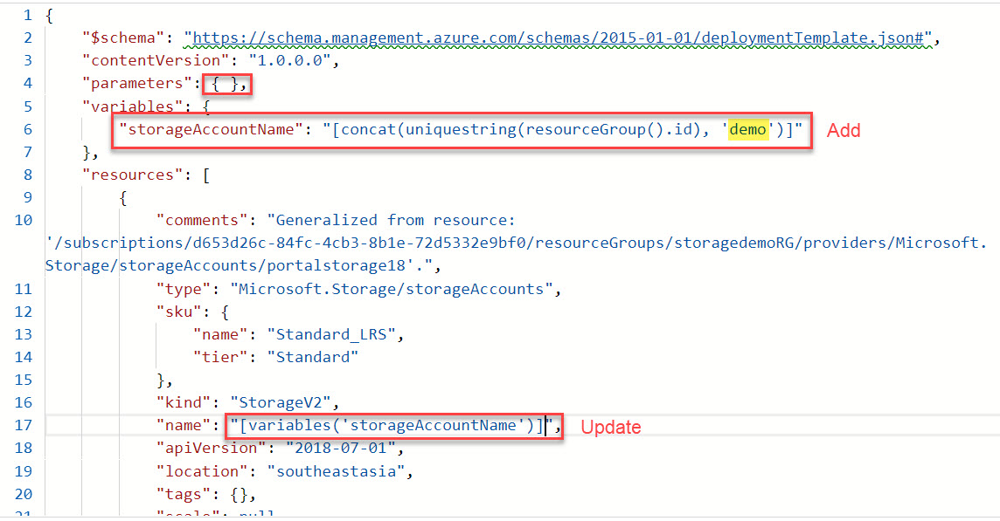 1 {
2 "$schema": "https://schema.management.azure.com/schemas/2015-01-01/deploymentTemplate.json#",
3 "contentVersion": "1.0.0.0",
4 "parameters": { },
5 "variables": {
6 "storageAccountName": "[concat(uniquestring(resourceGroup().id), 'demo')]" Add
7 },
8 "resources": [
9 {
10 "comments": "Generalized from resource:
'/subscriptions/d653d26c-84fc-4cb3-8b1e-72d5332e9bf0/resourceGroups/storagedemoRG/providers/Microsoft.
Storage/storageAccounts/portalstorage18'.",
11 "type": "Microsoft.Storage/storageAccounts",
12 "sku": {
13 "name": "Standard_LRS",
14 "tier": "Standard"
15 },
16 "kind": "StorageV2",
17 "name": "[variables('storageAccountName')]", Update
18 "apiVersion": "2018-07-01",
19 "location": "southeastasia",
20 "tags": {},